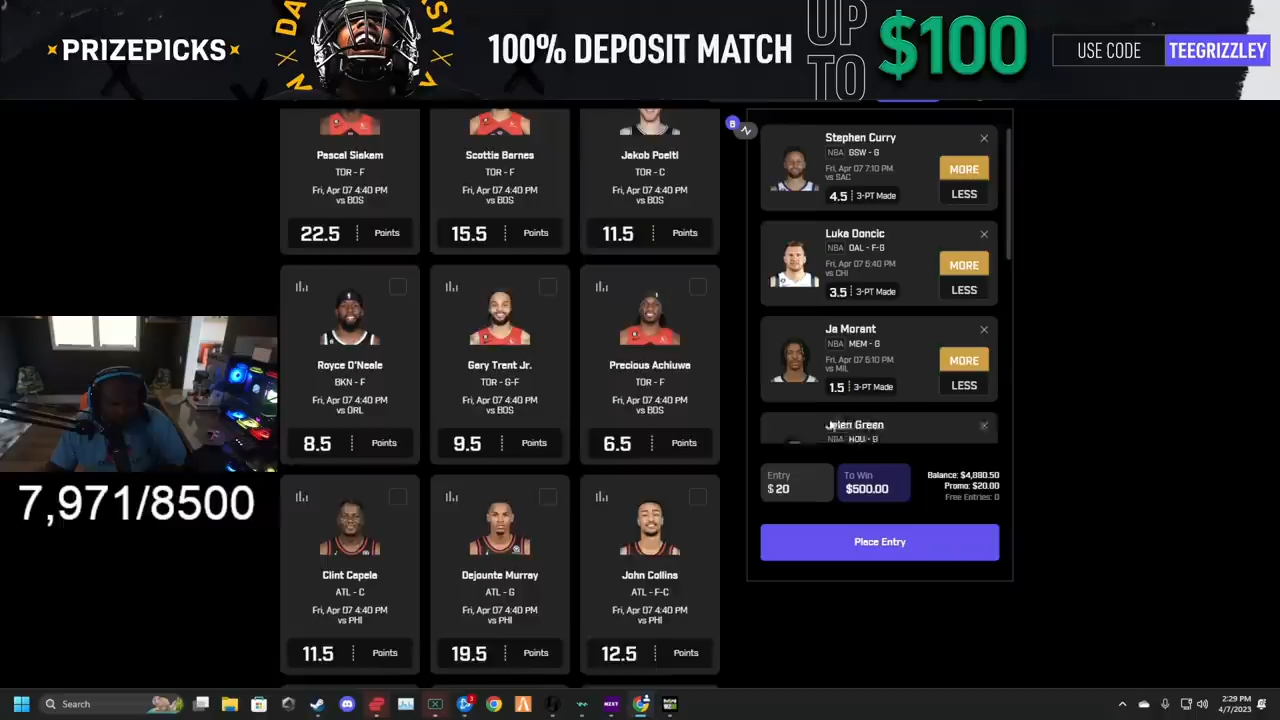 PRIZEPICKS
100% DEPOSIT MATCH
UP
TO
$100
USE CODE
TEEGRIZZLEY
Pascal Siakam
TOR - F
Fri, Apr 07 4:40 PM
vs BOS
22.5
Points
Scottie Barnes
TOR - F
Fri, Apr 07 4:40 PM
vs BOS
15.5
Points
Jakob Poeltl
TOR - C
Fri, Apr 07 4:40 PM
vs BOS
11.5
Points
Royce O'Neale
BKN - F
Fri, Apr 07 4:40 PM
vs ORL
8.5
Points
Gary Trent Jr.
TOR - G-F
Fri, Apr 07 4:40 PM
vs BOS
9.5
Points
Precious Achiuwa
TOR - F
Fri, Apr 07 4:40 PM
vs BOS
6.5
Points
Clint Capela
ATL - C
Fri, Apr 07 4:40 PM
vs PHI
11.5
Points
Dejounte Murray
ATL - G
Fri, Apr 07 4:40 PM
vs PHI
19.5
Points
John Collins
ATL - F-C
Fri, Apr 07 4:40 PM
vs PHI
12.5
Points
Stephen Curry
NBA GSW - G
Fri, Apr 07 7:10 PM
vs SAC
4.5 3-PT Made
MORE
LESS
Luka Doncic
NBA DAL - F-G
Fri, Apr 07 5:40 PM
vs CHI
3.5 3-PT Made
MORE
LESS
Ja Morant
NBA MEM - G
Fri, Apr 07 5:10 PM
vs MIL
1.5 3-PT Made
MORE
LESS
Jalen Green
NBA HOU - G
Entry
$ 20
To Win
$500.00
Balance: $4,880.50
Promo: $20.00
Free Entries: 0
Place Entry
7,971/8500
Search
2:29 PM
4/7/2023